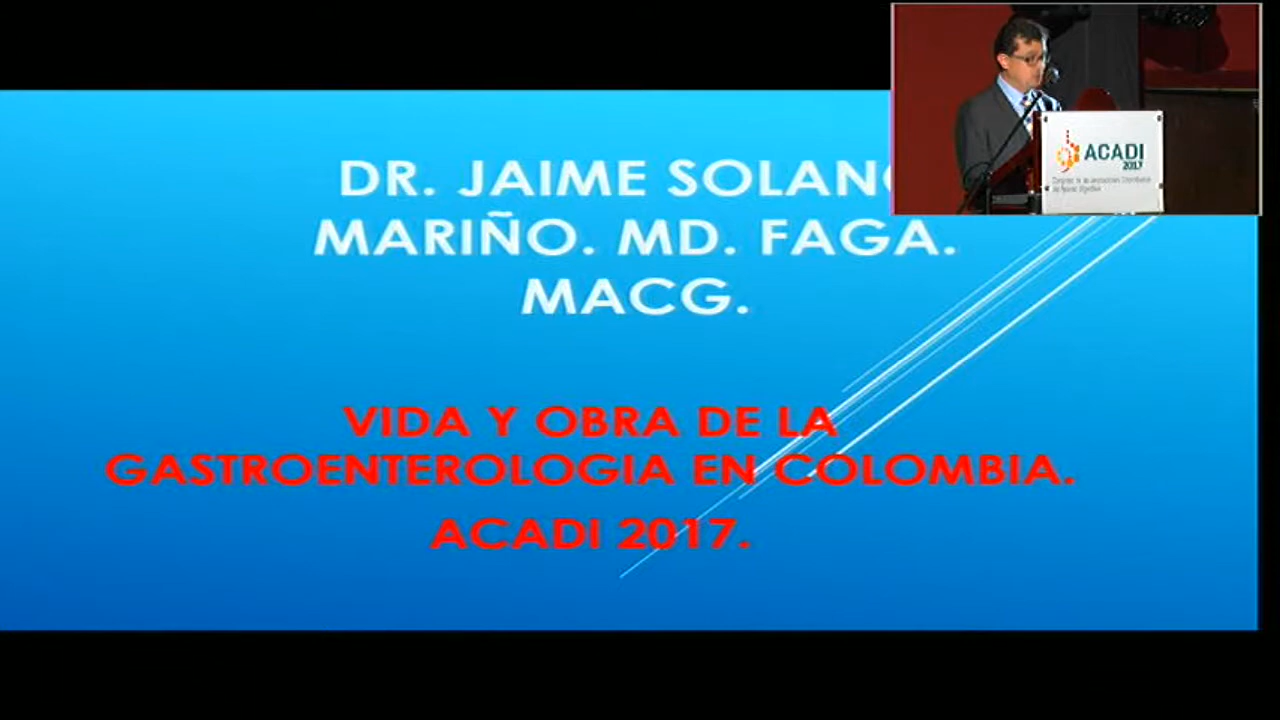 DR. JAIME SOLANO
MARIÑO. MD. FAGA.
MACG.
VIDA Y OBRA DE LA
GASTROENTEROLOGIA EN COLOMBIA.
ACADI 2017.
ACADI
2017